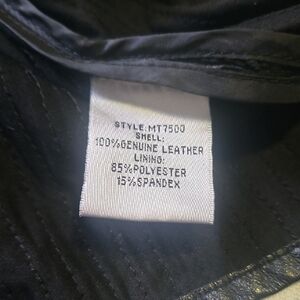 STYLE:MT7500
SHELL:
100%GENUINE LEATHER
LINING:
85%POLYESTER
15%SPANDEX